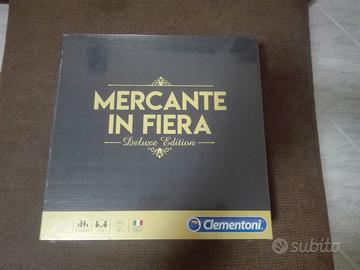 MERCANTE
IN FIERA
Deluxe Edition
Clementoni
subito